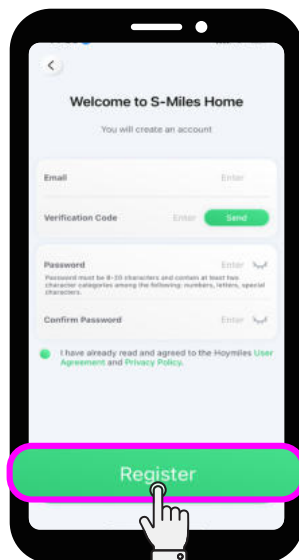 Welcome to S-Miles Home
You will create an account
Email Enter
Verification Code Enter Send
Password Enter
Password must be 8-20 characters and contain at least two
character categories among the following: numbers, letters, special
characters.
Confirm Password Enter
I have already read and agreed to the Hoymiles User
Agreement and Privacy Policy.
Register